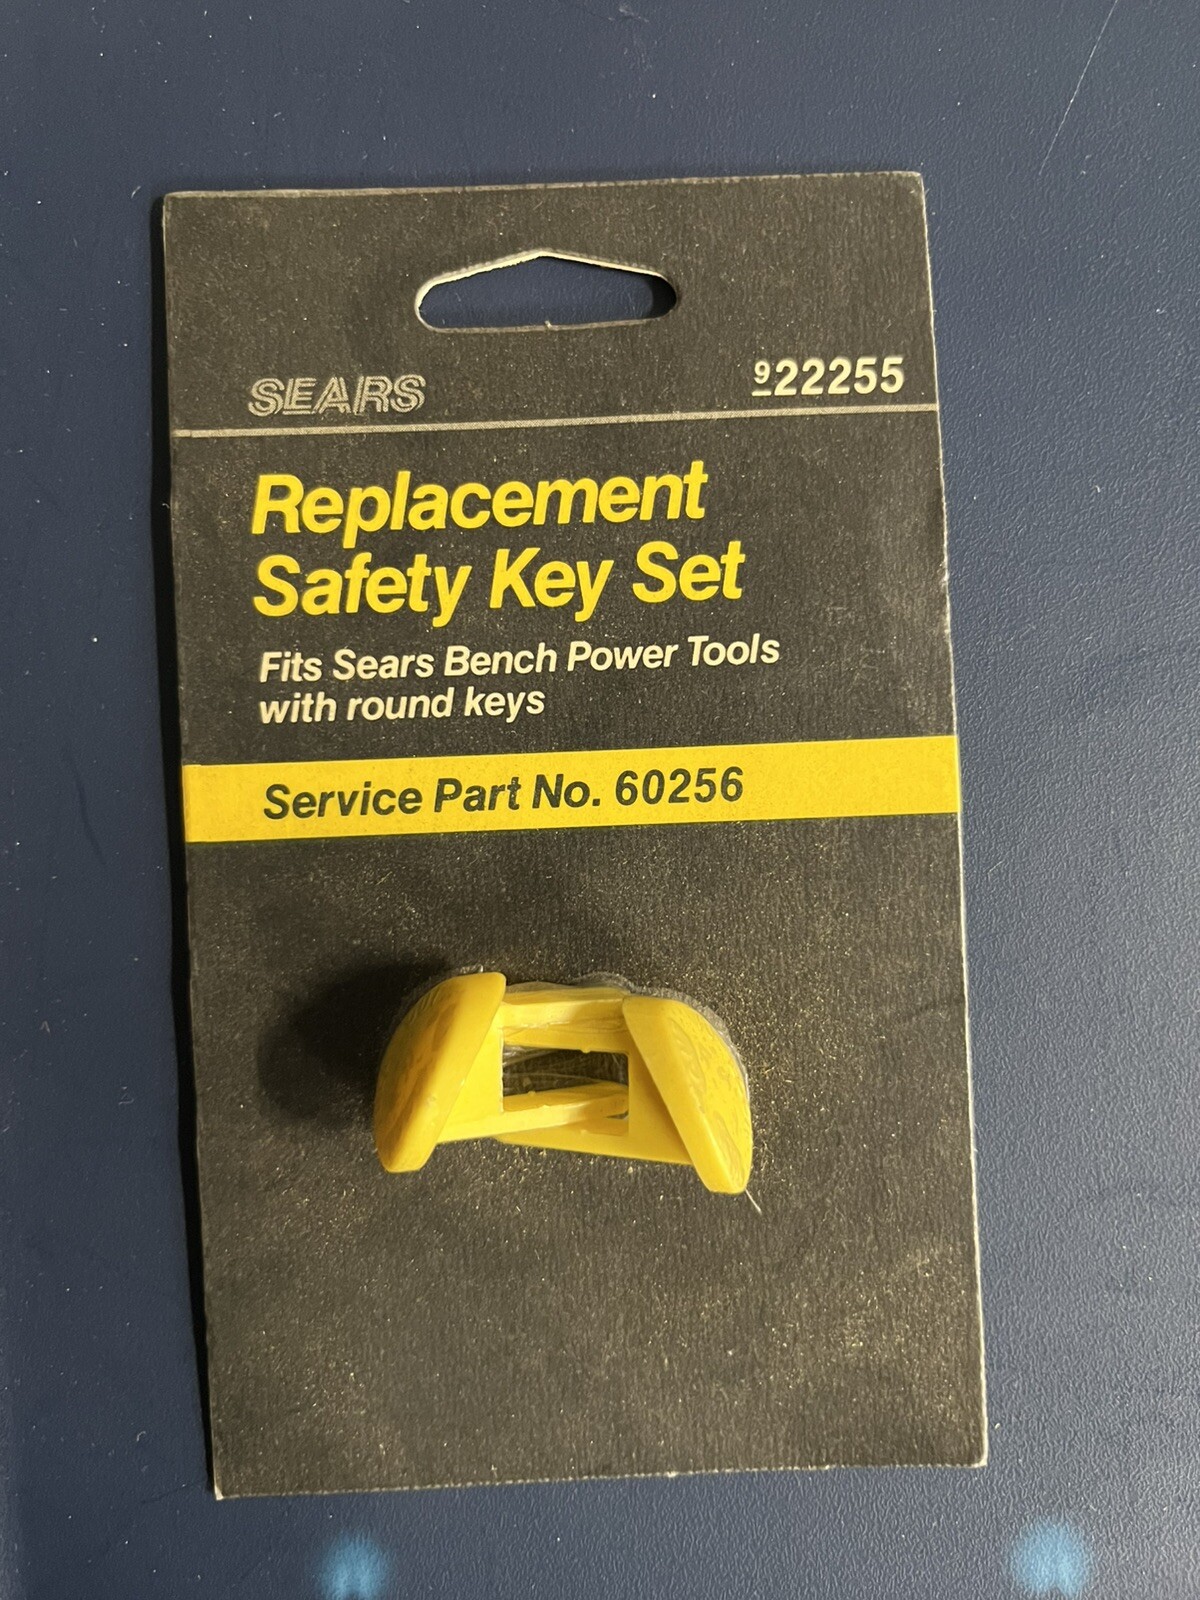 SEARS
922255
Replacement
Safety Key Set
Fits Sears Bench Power Tools
with round keys
Service Part No. 60256